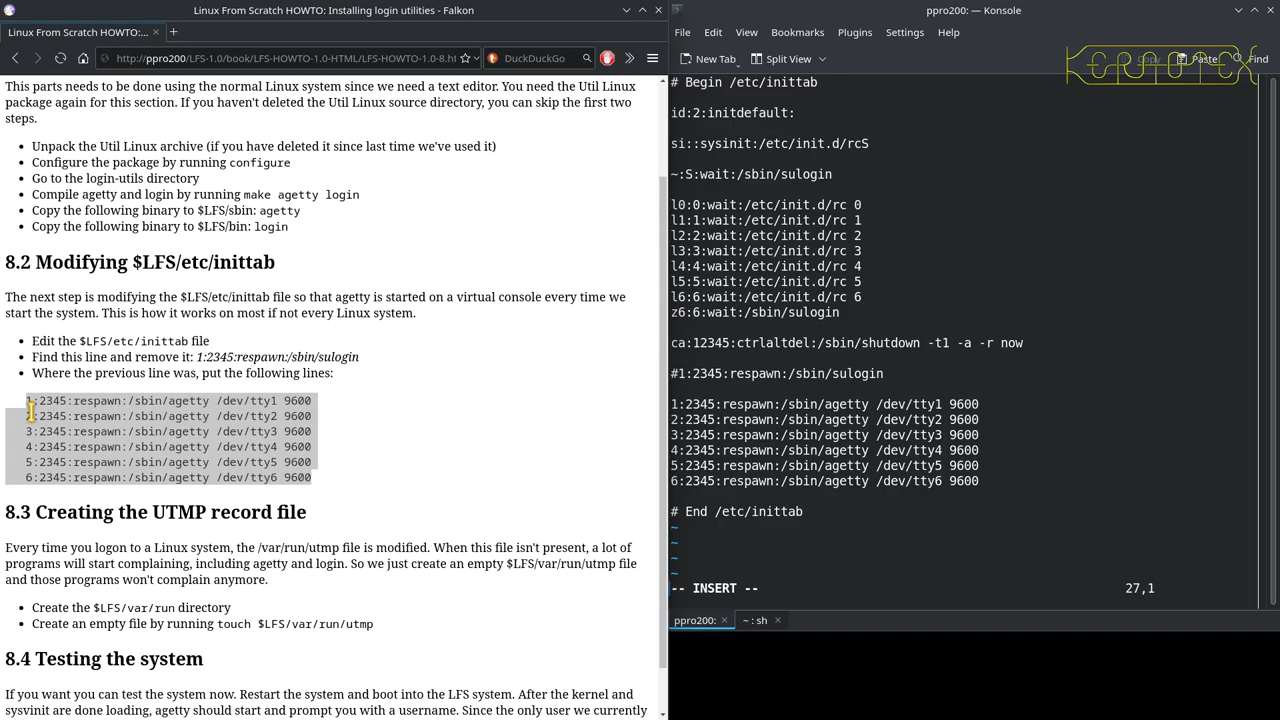 Linux From Scratch HOWTO: Installing login utilities - Falkon
Linux From Scratch HOWTO:...
http://ppro200/LFS-1.0/book/LFS-HOWTO-1.0-HTML/LFS-HOWTO-1.0-8.ht
DuckDuckGo
This parts needs to be done using the normal Linux system since we need a text editor. You need the Util Linux
package again for this section. If you haven't deleted the Util Linux source directory, you can skip the first two
steps.
Unpack the Util Linux archive (if you have deleted it since last time we've used it)
Configure the package by running configure
Go to the login-utils directory
Compile agetty and login by running make agetty login
Copy the following binary to $LFS/sbin: agetty
Copy the following binary to $LFS/bin: login
8.2 Modifying $LFS/etc/inittab
The next step is modifying the $LFS/etc/inittab file so that agetty is started on a virtual console every time we
start the system. This is how it works on most if not every Linux system.
Edit the $LFS/etc/inittab file
Find this line and remove it: 1:2345:respawn:/sbin/sulogin
Where the previous line was, put the following lines:
1:2345:respawn:/sbin/agetty /dev/tty1 9600
2:2345:respawn:/sbin/agetty /dev/tty2 9600
3:2345:respawn:/sbin/agetty /dev/tty3 9600
4:2345:respawn:/sbin/agetty /dev/tty4 9600
5:2345:respawn:/sbin/agetty /dev/tty5 9600
6:2345:respawn:/sbin/agetty /dev/tty6 9600
8.3 Creating the UTMP record file
Every time you logon to a Linux system, the /var/run/utmp file is modified. When this file isn't present, a lot of
programs will start complaining, including agetty and login. So we just create an empty $LFS/var/run/utmp file
and those programs won't complain anymore.
Create the $LFS/var/run directory
Create an empty file by running touch $LFS/var/run/utmp
8.4 Testing the system
If you want you can test the system now. Restart the system and boot into the LFS system. After the kernel and
sysvinit are done loading, agetty should start and prompt you with a username. Since the only user we currently
ppro200: — Konsole
File Edit View Bookmarks Plugins Settings Help
New Tab Split View Copy Paste Find
# Begin /etc/inittab
id:2:initdefault:
si::sysinit:/etc/init.d/rcS
~:S:wait:/sbin/sulogin
l0:0:wait:/etc/init.d/rc 0
l1:1:wait:/etc/init.d/rc 1
l2:2:wait:/etc/init.d/rc 2
l3:3:wait:/etc/init.d/rc 3
l4:4:wait:/etc/init.d/rc 4
l5:5:wait:/etc/init.d/rc 5
l6:6:wait:/etc/init.d/rc 6
z6:6:wait:/sbin/sulogin
ca:12345:ctrlaltdel:/sbin/shutdown -t1 -a -r now
#1:2345:respawn:/sbin/sulogin
1:2345:respawn:/sbin/agetty /dev/tty1 9600
2:2345:respawn:/sbin/agetty /dev/tty2 9600
3:2345:respawn:/sbin/agetty /dev/tty3 9600
4:2345:respawn:/sbin/agetty /dev/tty4 9600
5:2345:respawn:/sbin/agetty /dev/tty5 9600
6:2345:respawn:/sbin/agetty /dev/tty6 9600
# End /etc/inittab
~
~
~
~
-- INSERT -- 27,1
ppro200: ~ : sh